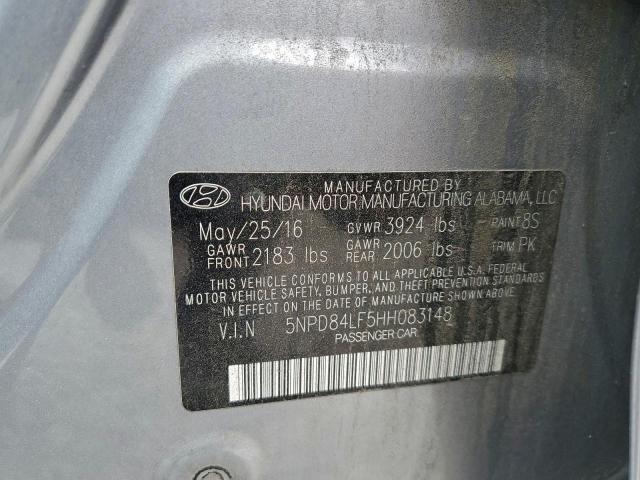 MANUFACTURED BY
HYUNDAI MOTOR MANUFACTURING ALABAMA, LLC
May/25/16 GVWR 3924 lbs PAINT 8S
GAWR FRONT 2183 lbs GAWR REAR 2006 lbs TRIM PK
THIS VEHICLE CONFORMS TO ALL APPLICABLE U.S.A. FEDERAL
MOTOR VEHICLE SAFETY, BUMPER, AND THEFT PREVENTION STANDARDS
IN EFFECT ON THE DATE OF MANUFACTURE SHOWN ABOVE.
V.I.N 5NPD84LF5HH083148
PASSENGER CAR